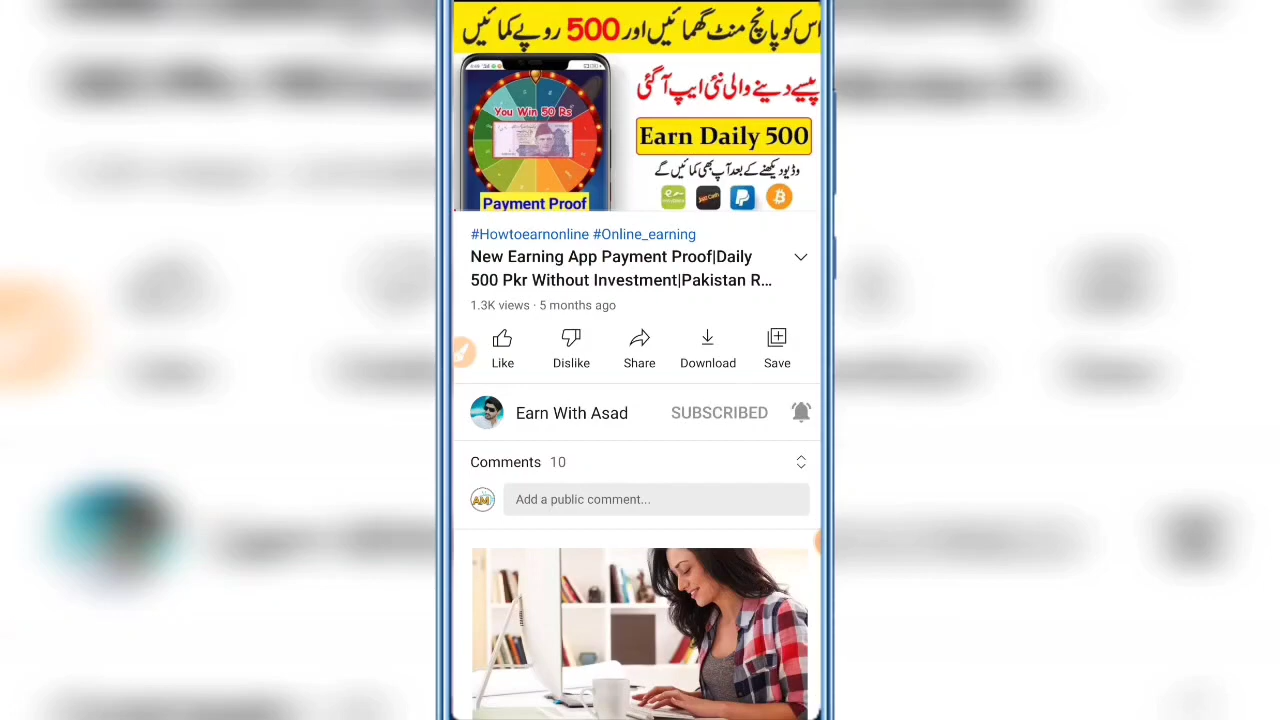 اس کو پانچ منٹ گھمائیں اور 500 روپے کمائیں
You Win 50 Rs
Payment Proof
پیسے دینے والی نئی ایپ آ گئی
Earn Daily 500
وڈیو دیکھنے کے بعد آپ بھی کمائیں گے
#Howtoearnonline #Online_earning
New Earning App Payment Proof|Daily
500 Pkr Without Investment|Pakistan R...
1.3K views · 5 months ago
Like Dislike Share Download Save
Earn With Asad SUBSCRIBED
Comments 10
AM
Add a public comment...